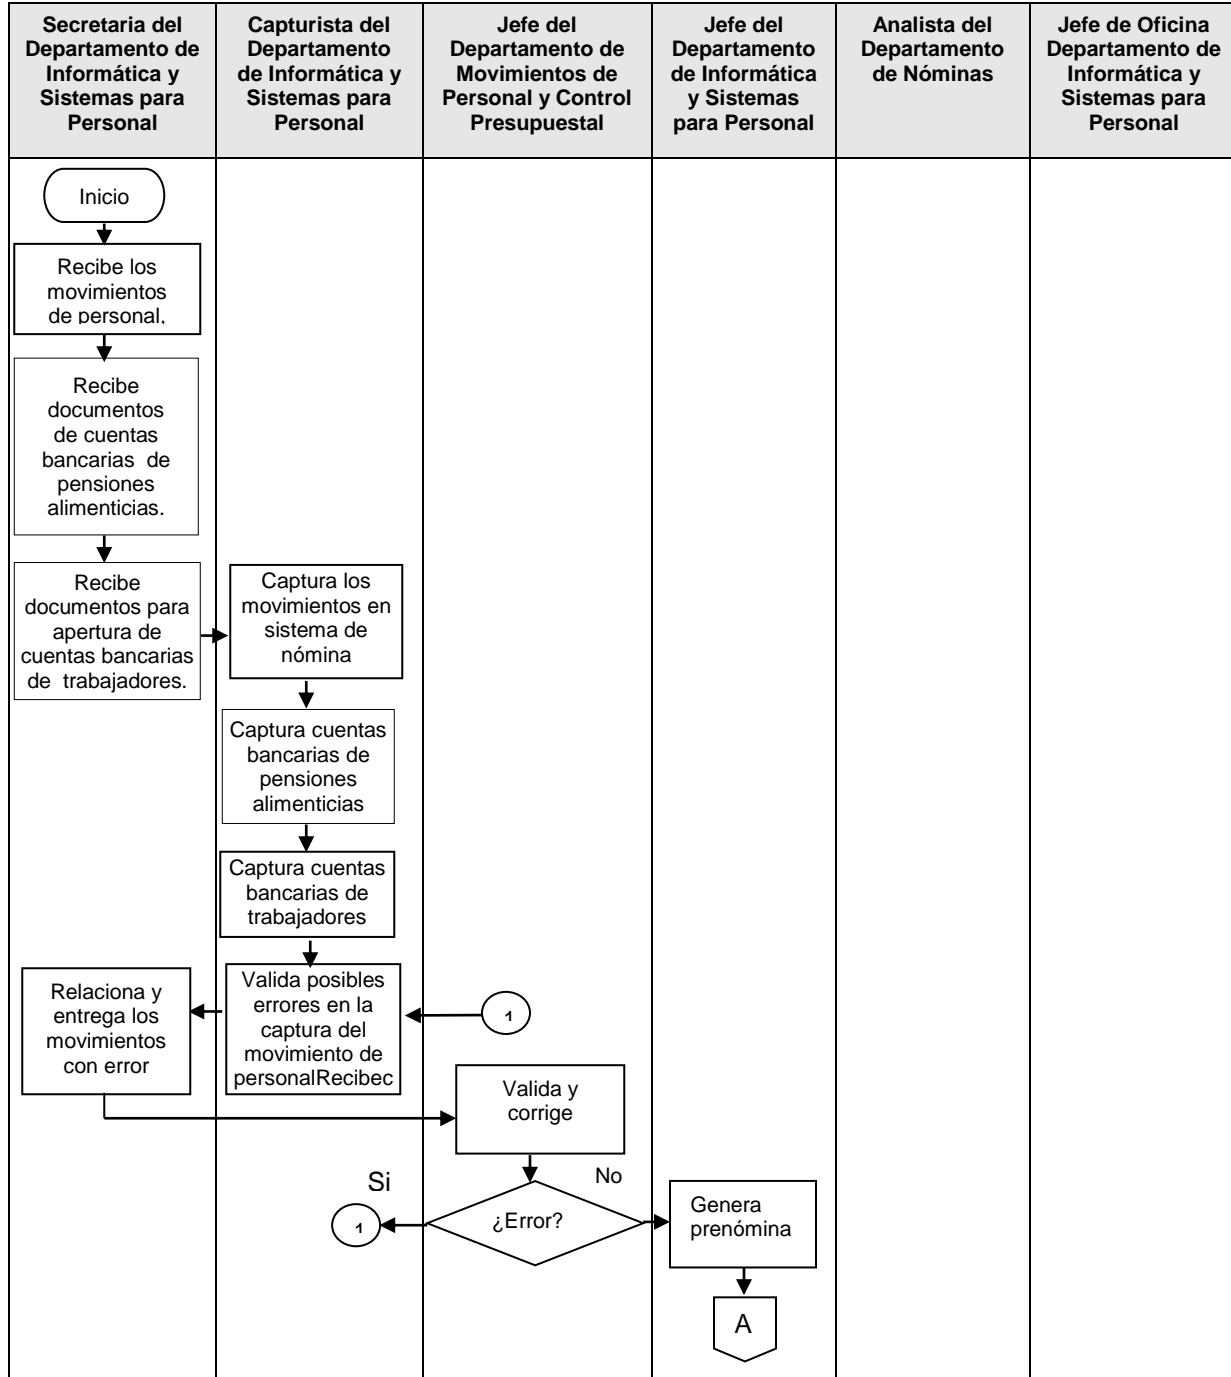 Secretaria del
Departamento de
Informática y
Sistemas para
Personal
Capturista del
Departamento
de Informática y
Sistemas para
Personal
Jefe del
Departamento de
Movimientos de
Personal y Control
Presupuestal
Jefe del
Departamento
de Informática
y Sistemas
para Personal
Analista del
Departamento
de Nóminas
Jefe de Oficina
Departamento de
Informática y
Sistemas para
Personal
Inicio
Recibe los
movimientos
de personal,
Recibe
documentos
de cuentas
bancarias de
pensiones
alimenticias.
Recibe
documentos para
apertura de
cuentas bancarias
de trabajadores.
Captura los
movimientos en
sistema de
nómina
Captura cuentas
bancarias de
pensiones
alimenticias
Captura cuentas
bancarias de
trabajadores
Relaciona y
entrega los
movimientos
con error
Valida posibles
errores en la
captura del
movimiento de
personalRecibec
1
Valida y
corrige
Si
No
1
¿Error?
Genera
prenómina
A